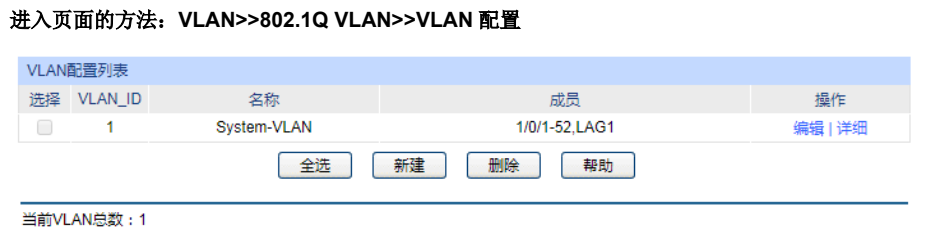 进入页面的方法：VLAN>>802.1Q VLAN>>VLAN 配置
VLAN配置列表
选择 VLAN_ID 名称 成员 操作
1 System-VLAN 1/0/1-52,LAG1 编辑 | 详细
全选 新建 删除 帮助
当前VLAN总数：1